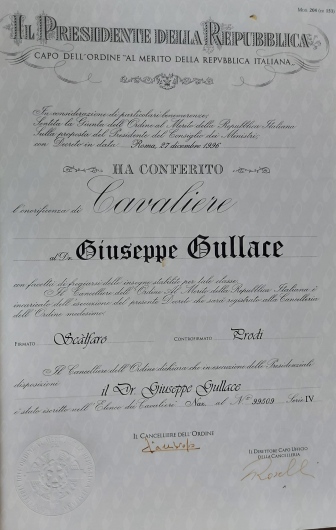 Mod. 204 (ex 255)
IL PRESIDENTE DELLA REPUBBLICA
CAPO DELL'ORDINE "AL MERITO DELLA REPVBBLICA ITALIANA"
In considerazione di particolari benemerenze;
Sentita la Giunta dell'Ordine al Merito della Repubblica Italiana
Sulla proposta del Presidente del Consiglio dei Ministri;
con Decreto in data Roma, 27 dicembre 1996
HA CONFERITO
l'onorificenza di Cavaliere
al Dr. Giuseppe Gullace
con facoltà di fregiarsi delle insegne stabilite per tale classe.
Il Cancelliere dell'Ordine Al Merito della Repubblica Italiana è
incaricato dell'esecuzione del presente Decreto che sarà registrato alla Cancelleria
dell'Ordine medesimo.
FIRMATO Scàlfaro CONTROFIRMATO Prodi
Il Cancelliere dell'Ordine dichiara che in esecuzione delle Presidenziali
disposizioni il Dr. Giuseppe Gullace
è stato iscritto nell'Elenco dei Cavalieri Naz. al N° 99509 Serie IV
IL CANCELLIERE DELL'ORDINE
IL DIRETTORE CAPO UFFICIO
DELLA CANCELLERIA